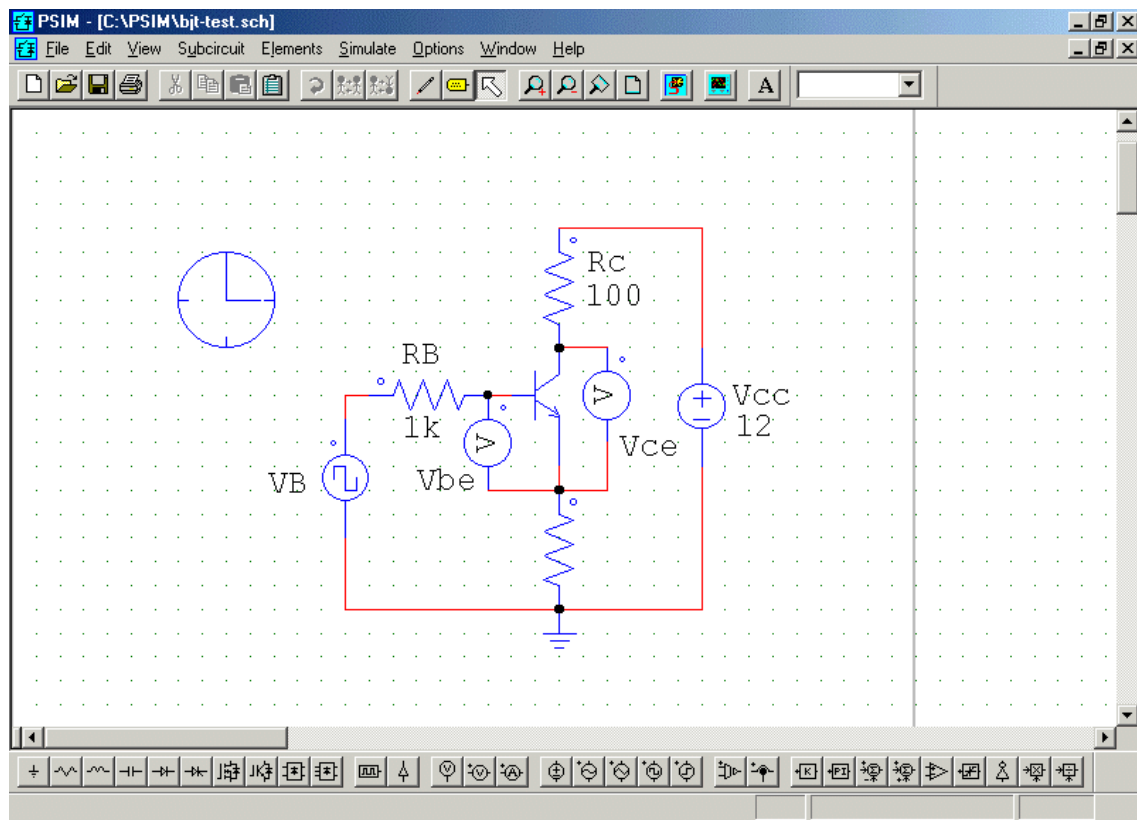 PSIM - [C:\PSIM\bjt-test.sch]
File Edit View Subcircuit Elements Simulate Options Window Help
A
Rc
100
RB
1k
V
V
Vcc
12
Vce
Vbe
VB
V V A
K PI